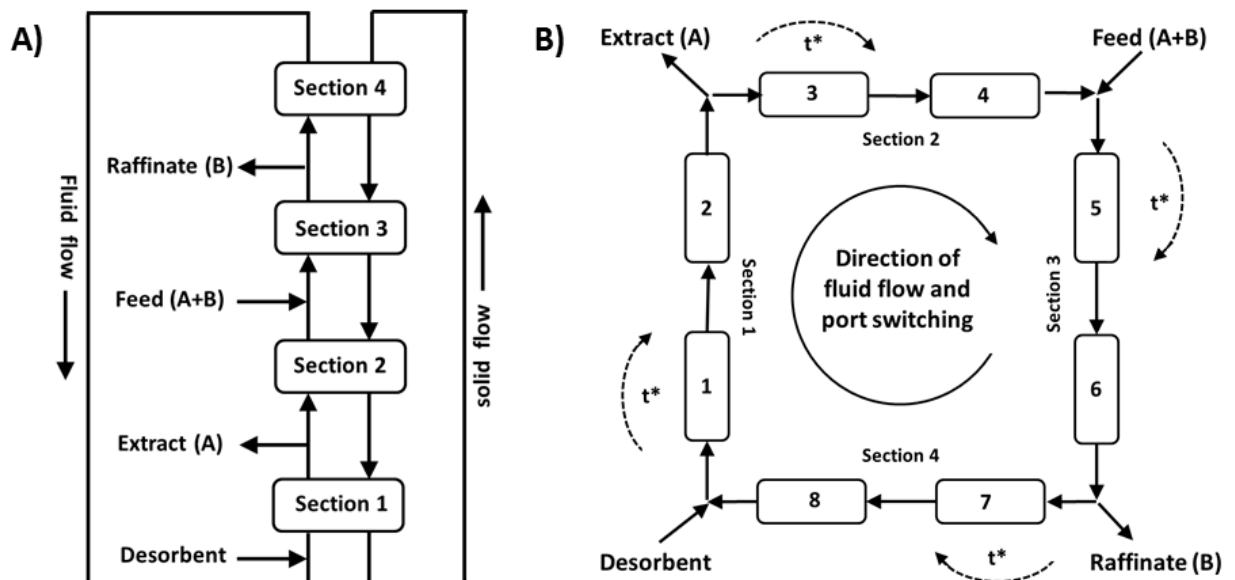 A)
Section 4
Raffinate (B)
Section 3
Fluid flow
Feed (A+B)
solid flow
Section 2
Extract (A)
Section 1
Desorbent
B)
Extract (A)
t*
Feed (A+B)
3
4
Section 2
2
5
t*
Section 1
Direction of
fluid flow and
port switching
Section 3
1
t*
6
Section 4
8
7
Desorbent
t*
Raffinate (B)